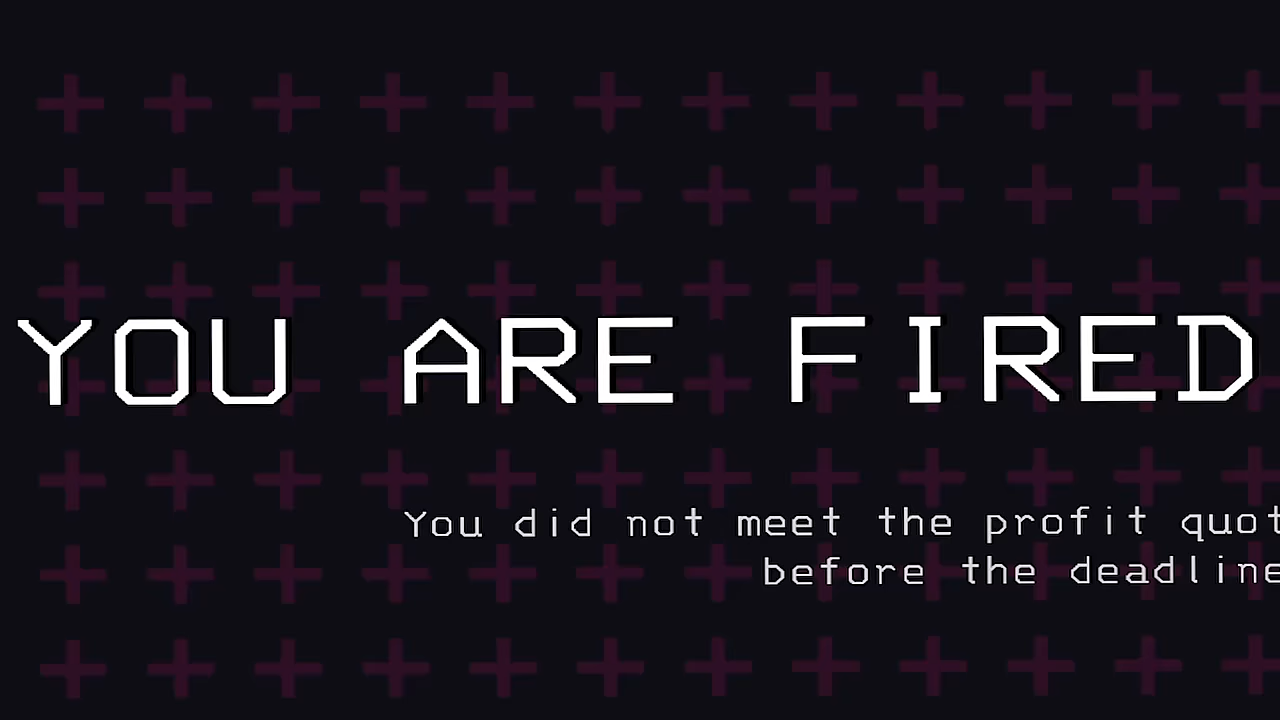 YOU ARE FIRED
You did not meet the profit quot
before the deadline